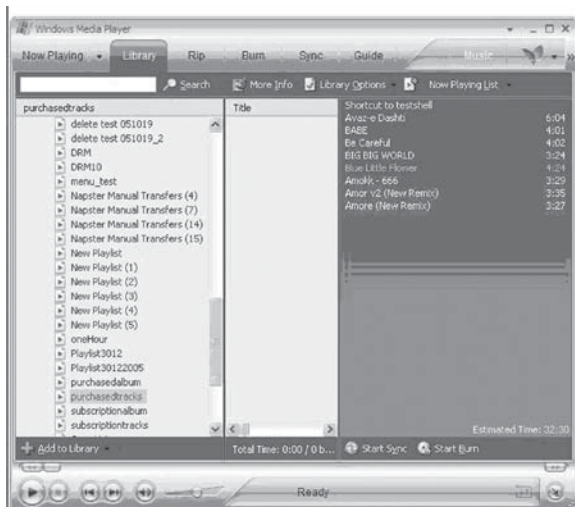 Windows Media Player
Now Playing
Library
Rip
Burn
Sync
Guide
Music
Search
More Info
Library Options
Now Playing List
purchasedtracks
delete test 051019
delete test 051019_2
DRM
DRM10
menu_test
Napster Manual Transfers (4)
Napster Manual Transfers (7)
Napster Manual Transfers (14)
Napster Manual Transfers (15)
New Playlist
New Playlist (1)
New Playlist (2)
New Playlist (3)
New Playlist (4)
New Playlist (5)
oneHour
Playlist3012
Playlist30122005
purchasedalbum
purchasedtracks
subscriptionalbum
subscriptiontracks
Title
Shortcut to testshell
Avaz-e Dashti 6:04
BABE 4:01
Be Careful 4:02
BIG BIG WORLD 3:24
Blue Little Flower 4:24
Amokk - 666 3:29
Amor v2 (New Remix) 3:35
Amore (New Remix) 3:27
Estimated Time: 32:30
Add to Library
Total Time: 0:00 / 0 b...
Start Sync
Start Burn
Ready